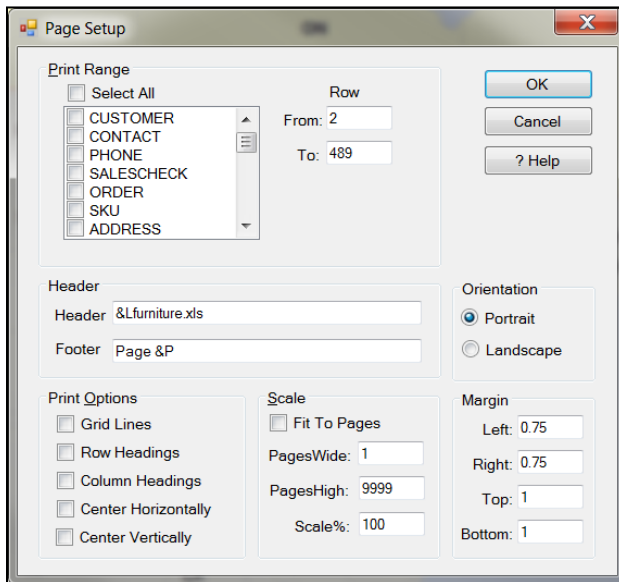 Page Setup
Print Range
Select All
CUSTOMER
CONTACT
PHONE
SALESCHECK
ORDER
SKU
ADDRESS
Row
From: 2
To: 489
OK
Cancel
? Help
Header
Header &Lfurniture.xls
Footer Page &P
Orientation
Portrait
Landscape
Print Options
Grid Lines
Row Headings
Column Headings
Center Horizontally
Center Vertically
Scale
Fit To Pages
PagesWide: 1
PagesHigh: 9999
Scale%: 100
Margin
Left: 0.75
Right: 0.75
Top: 1
Bottom: 1